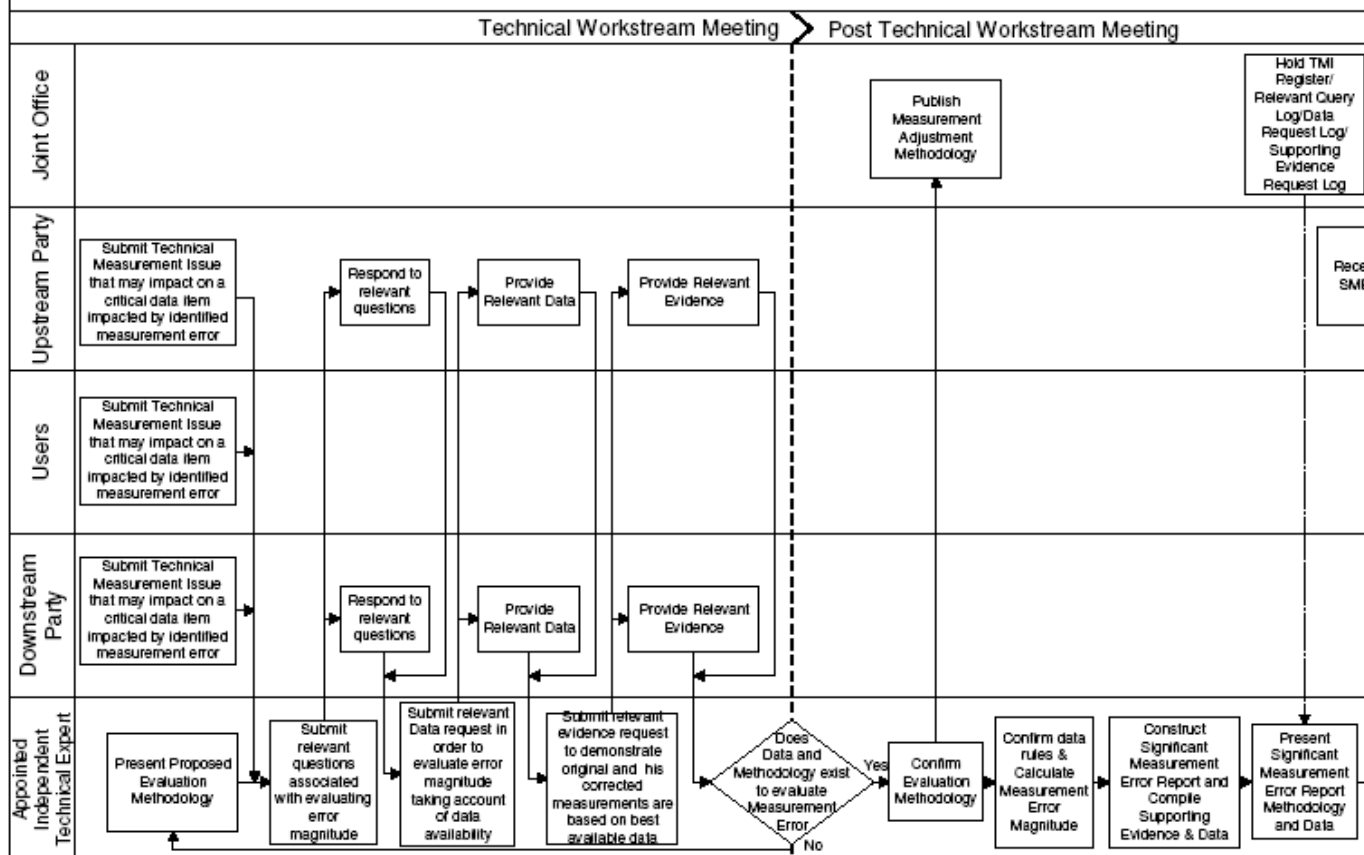 Technical Workstream Meeting
Post Technical Workstream Meeting
Joint Office
Publish
Measurement
Adjustment
Methodology
Hold TMI
Register/
Relevant Query
Log/Data
Request Log/
Supporting
Evidence
Request Log
Upstream Party
Submit Technical
Measurement Issue
that may impact on a
critical data item
impacted by identified
measurement error
Respond to
relevant
questions
Provide
Relevant Data
Provide Relevant
Evidence
Rece
SME
Users
Submit Technical
Measurement Issue
that may impact on a
critical data item
impacted by identified
measurement error
Downstream
Party
Submit Technical
Measurement Issue
that may impact on a
critical data item
impacted by identified
measurement error
Respond to
relevant
questions
Provide
Relevant Data
Provide Relevant
Evidence
Appointed
Independent
Technical Expert
Present Proposed
Evaluation
Methodology
Submit
relevant
questions
associated
with evaluating
error
magnitude
Submit relevant
Data request in
order to
evaluate error
magnitude
taking account
of data
availability
Submit relevant
evidence request
to demonstrate
original and his
corrected
measurements are
based on best
available data
Does
Data and
Methodology exist
to evaluate
Measurement
Error
Yes
No
Confirm
Evaluation
Methodology
Confirm data
rules &
Calculate
Measurement
Error
Magnitude
Construct
Significant
Measurement
Error Report and
Compile
Supporting
Evidence & Data
Present
Significant
Measurement
Error Report
Methodology
and Data